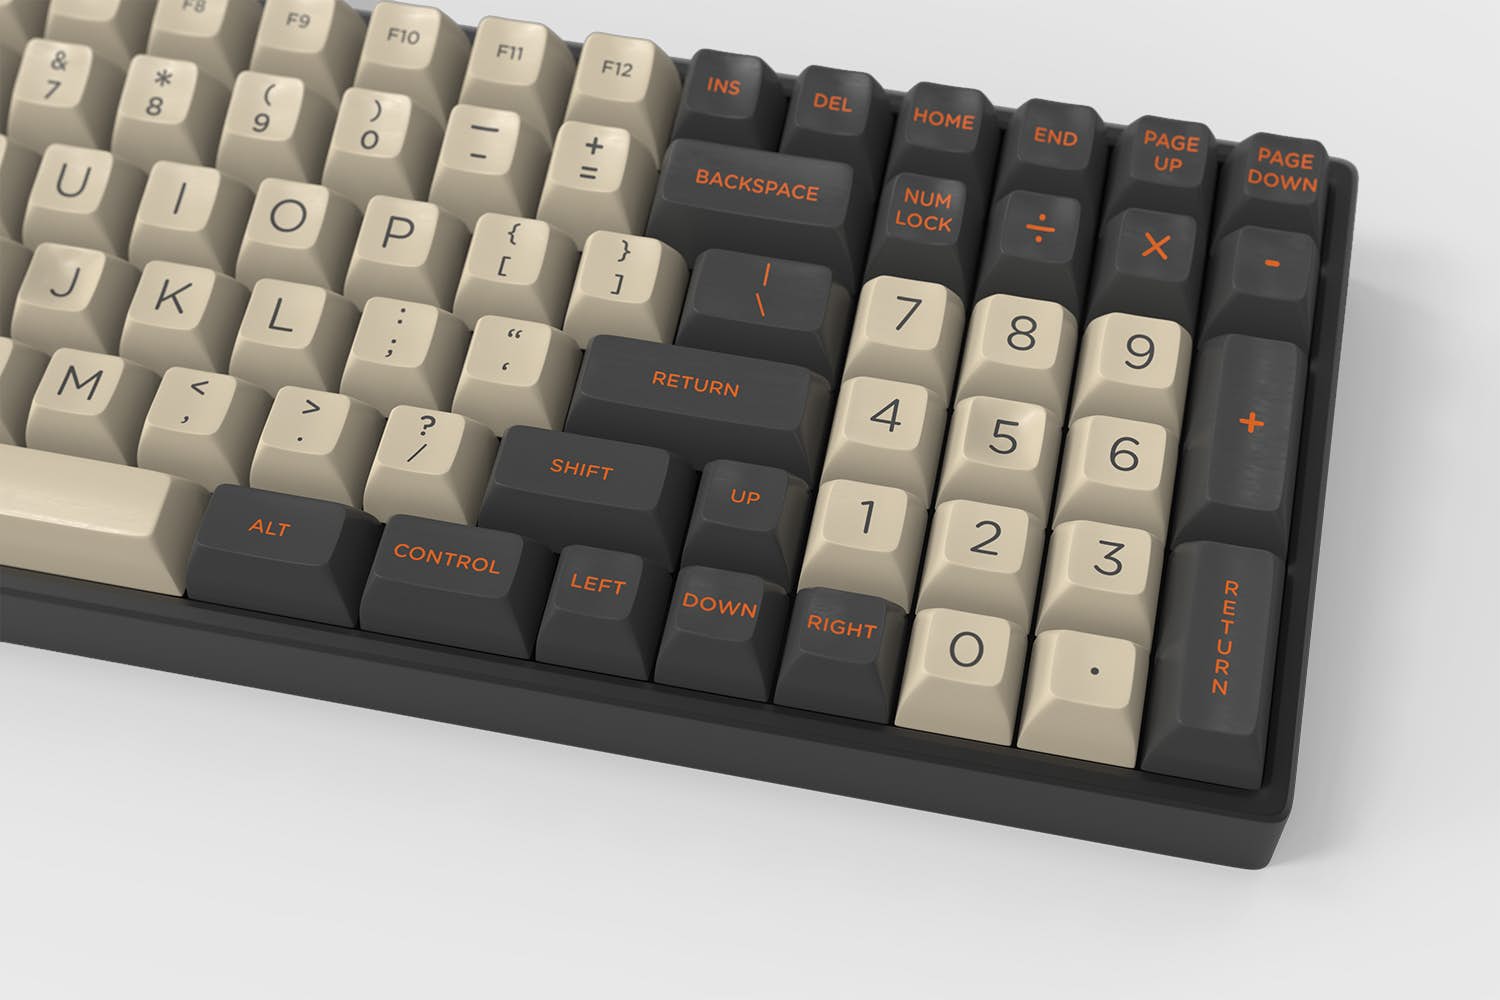 F8 F9 F10 F11 F12 INS DEL HOME END PAGE UP PAGE DOWN
& 7 * 8 ( 9 ) 0 — - + = BACKSPACE NUM LOCK ÷ × -
U I O P { [ } ] | \ 7 8 9 +
J K L : ; “ ‘ RETURN 4 5 6
M < , > . ? / SHIFT UP 1 2 3 RETURN
ALT CONTROL LEFT DOWN RIGHT 0 .